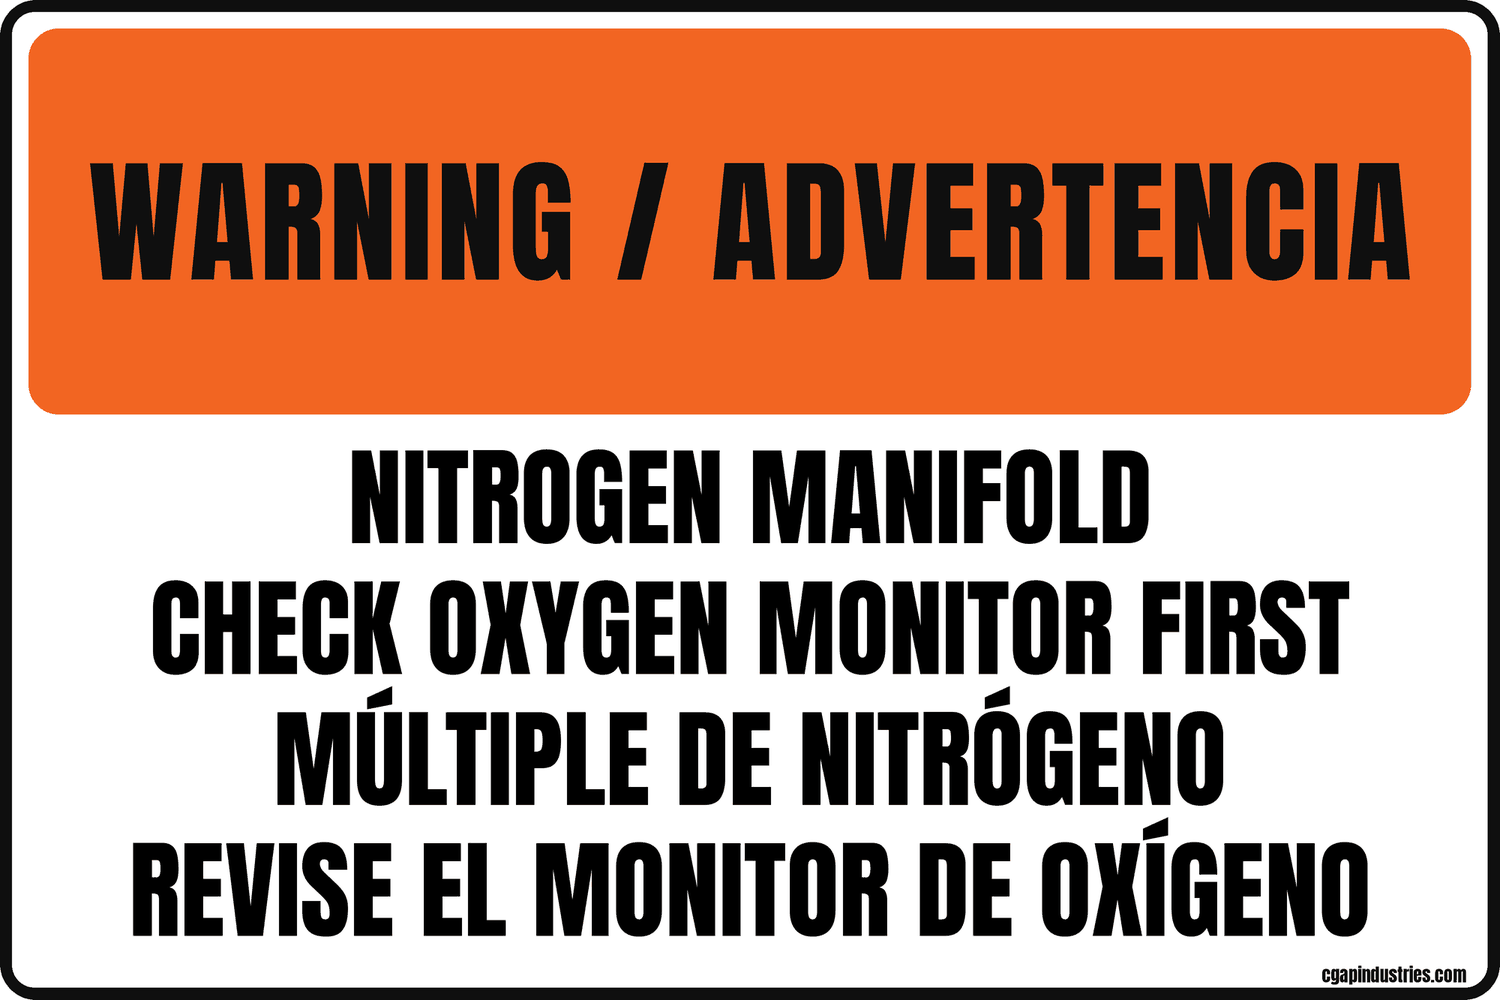 WARNING / ADVERTENCIA
NITROGEN MANIFOLD
CHECK OXYGEN MONITOR FIRST
MÚLTIPLE DE NITRÓGENO
REVISE EL MONITOR DE OXÍGENO
cgapindustries.com